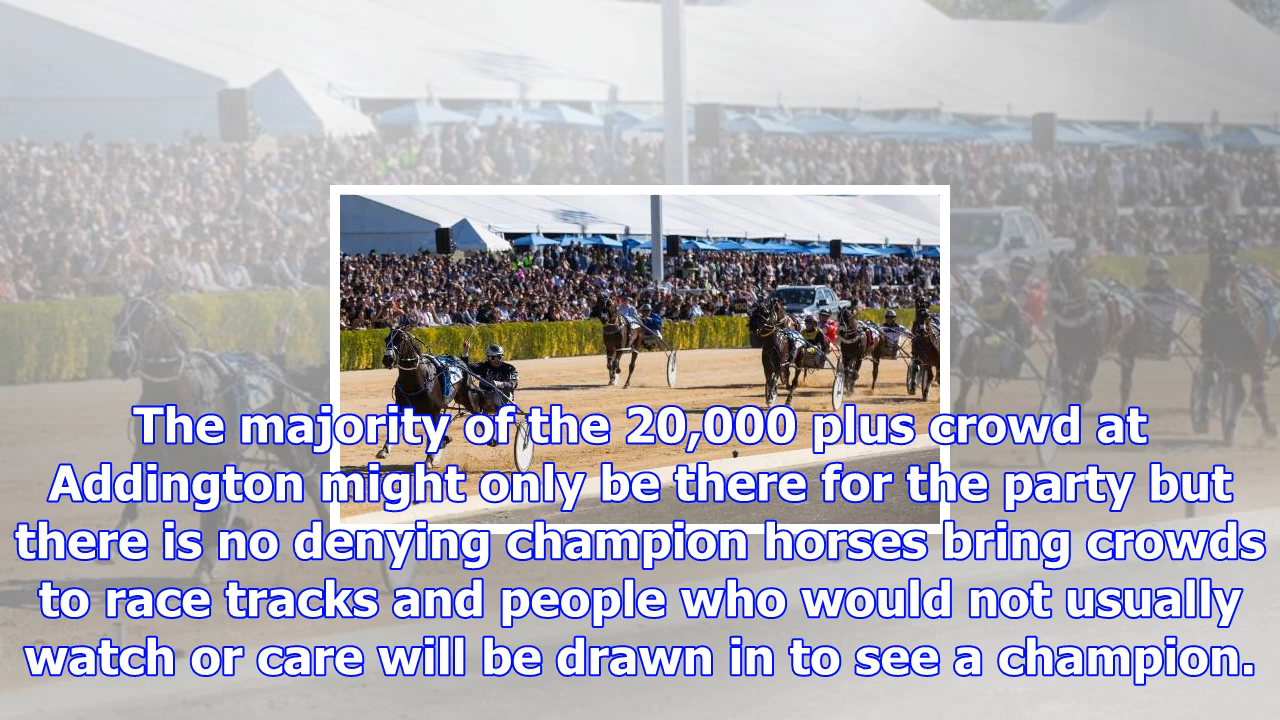 The majority of the 20,000 plus crowd at
Addington might only be there for the party but
there is no denying champion horses bring crowds
to race tracks and people who would not usually
watch or care will be drawn in to see a champion.